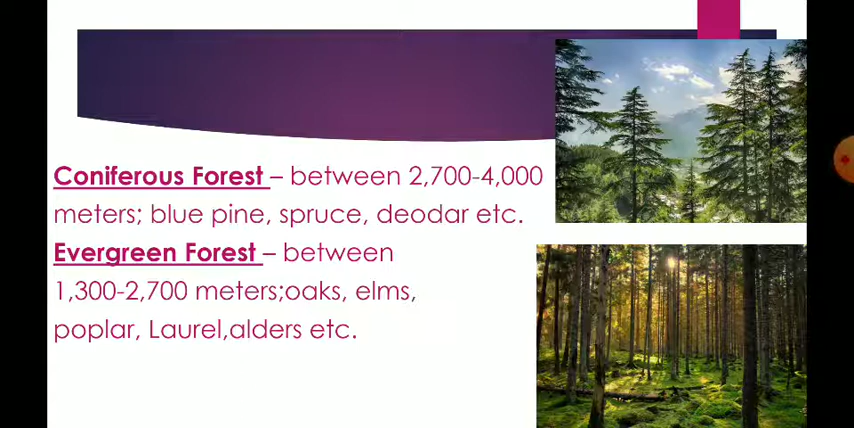 Coniferous Forest – between 2,700-4,000
meters; blue pine, spruce, deodar etc.
Evergreen Forest – between
1,300-2,700 meters;oaks, elms,
poplar, Laurel,alders etc.